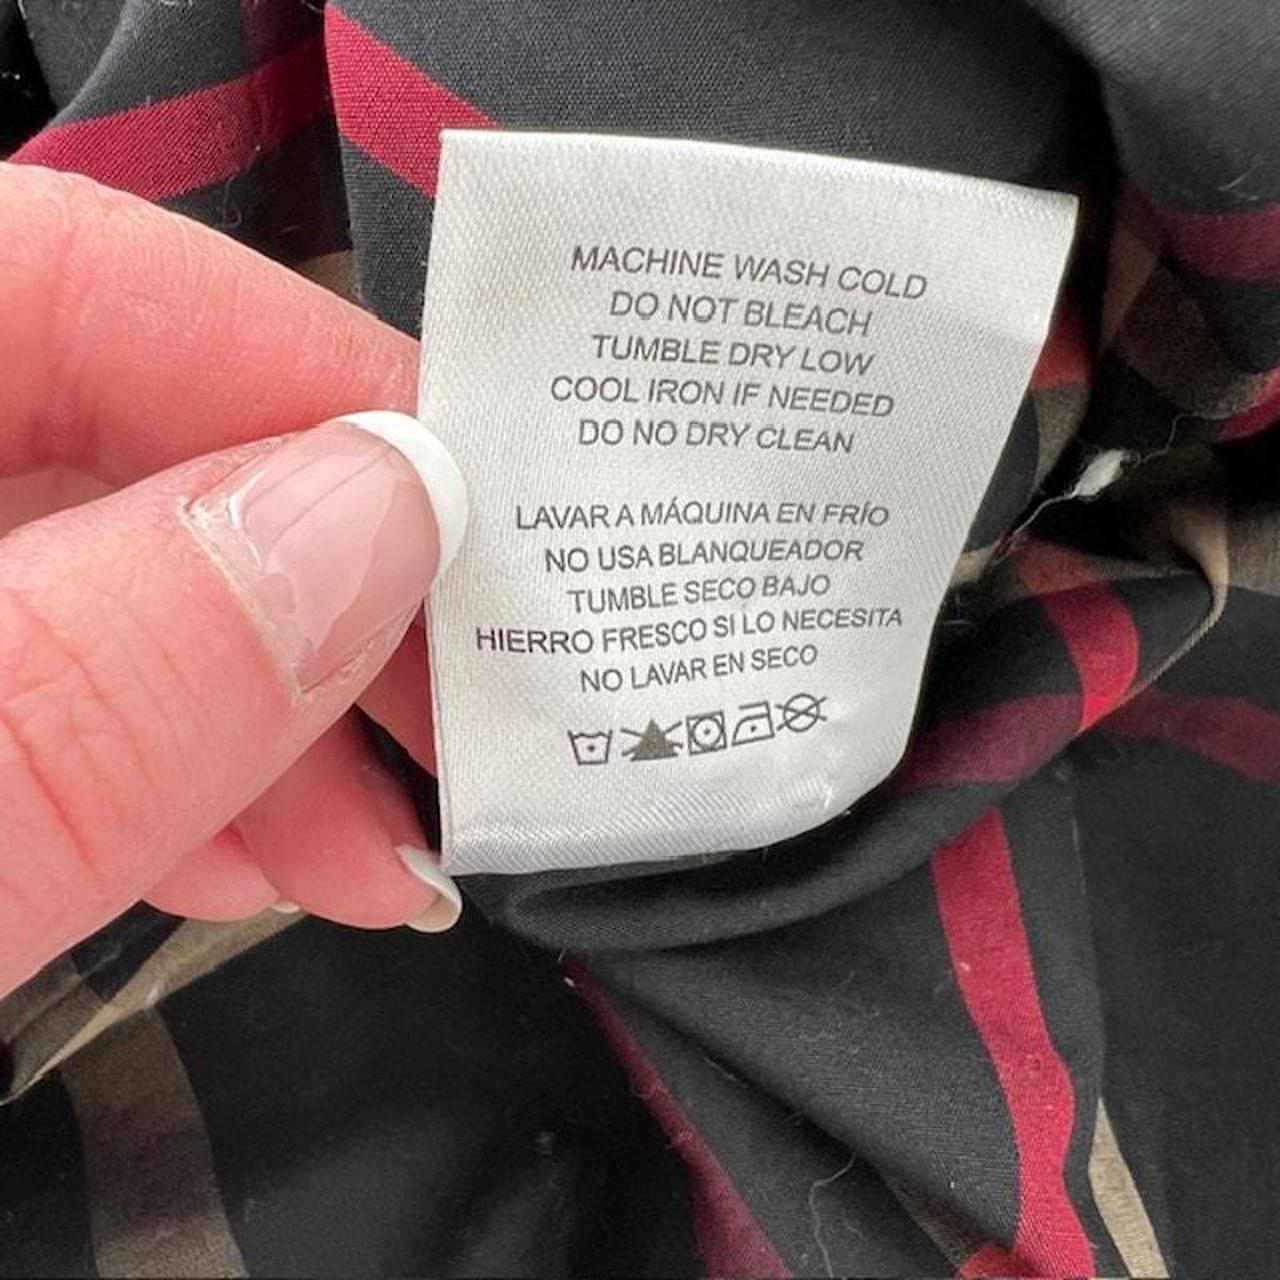 MACHINE WASH COLD
DO NOT BLEACH
TUMBLE DRY LOW
COOL IRON IF NEEDED
DO NO DRY CLEAN
LAVAR A MÁQUINA EN FRÍO
NO USA BLANQUEADOR
TUMBLE SECO BAJO
HIERRO FRESCO SI LO NECESITA
NO LAVAR EN SECO